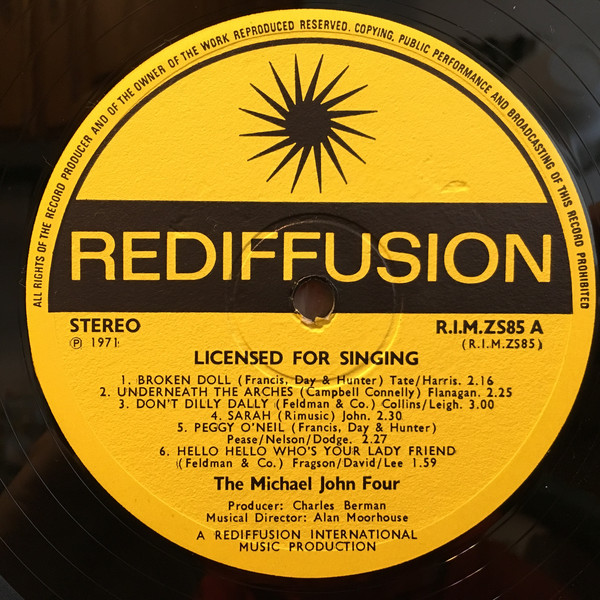 ALL RIGHTS OF THE RECORD PRODUCER AND OF THE OWNER OF THE WORK REPRODUCED RESERVED. COPYING, PUBLIC PERFORMANCE AND BROADCASTING OF THIS RECORD PROHIBITED
REDIFFUSION
STEREO
R.I.M.ZS85 A
Ⓟ 1971
(R.I.M.ZS85)
LICENSED FOR SINGING
1. BROKEN DOLL (Francis, Day & Hunter) Tate/Harris. 2.16
2. UNDERNEATH THE ARCHES (Campbell Connelly) Flanagan. 2.25
3. DON'T DILLY DALLY (Feldman & Co.) Collins/Leigh. 3.00
4. SARAH (Rimusic) John. 2.30
5. PEGGY O'NEIL (Francis, Day & Hunter)
Pease/Nelson/Dodge. 2.27
6. HELLO HELLO WHO'S YOUR LADY FRIEND
(Feldman & Co.) Fragson/David/Lee 1.59
The Michael John Four
Producer: Charles Berman
Musical Director: Alan Moorhouse
A REDIFFUSION INTERNATIONAL
MUSIC PRODUCTION